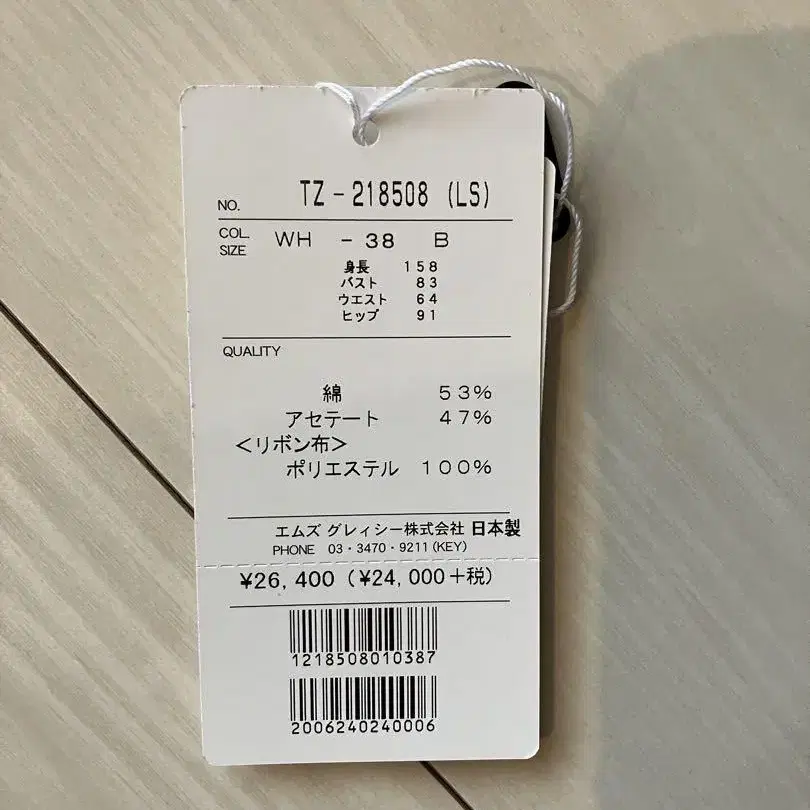 NO. TZ-218508 (LS)
COL. WH - 38 B
SIZE
身長 158
バスト 83
ウエスト 64
ヒップ 91
QUALITY
綿 53%
アセテート 47%
<リボン布>
ポリエステル 100%
エムズ グレィシー株式会社 日本製
PHONE 03・3470・9211(KEY)
¥26,400(¥24,000+税)
1218508010387
2006240240006